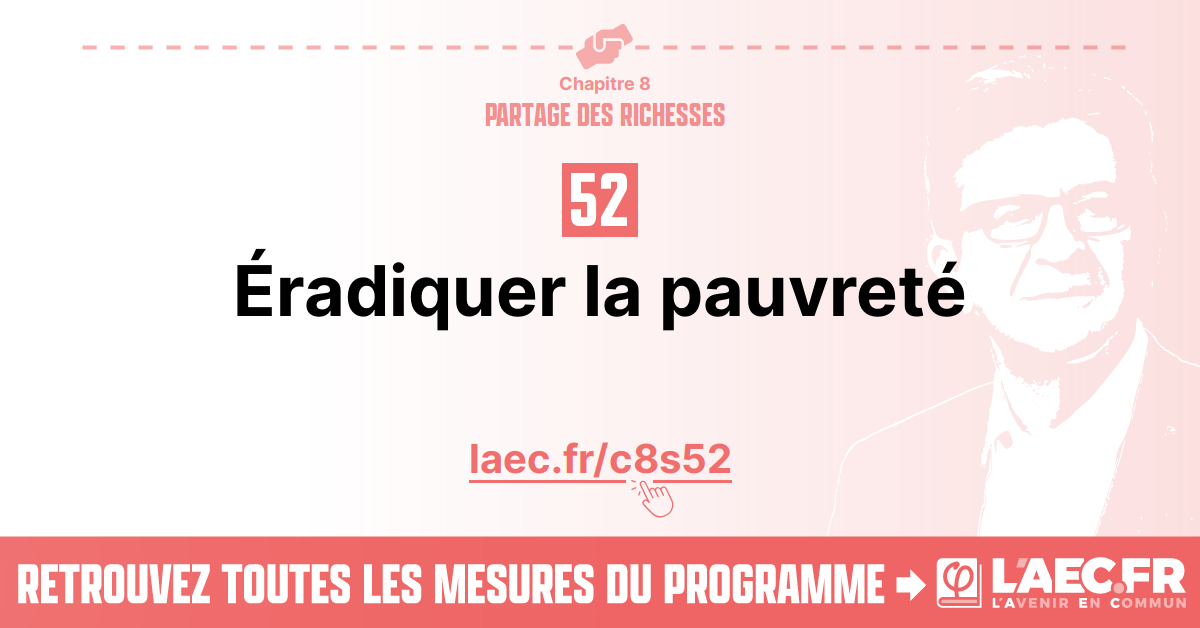 Chapitre 8
PARTAGE DES RICHESSES
52
Éradiquer la pauvreté
laec.fr/c8s52
RETROUVEZ TOUTES LES MESURES DU PROGRAMME
L'AEC.FR
L'AVENIR EN COMMUN